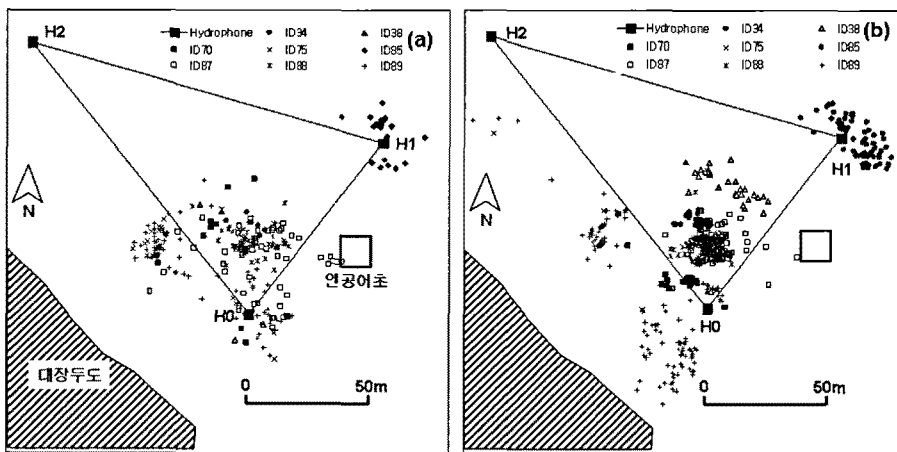 H2
Hydrophone ID34 ID38
ID70 ID75 ID85
ID87 ID88 ID89
(a)
H1
N
인공어초
H0
대장두도
0 50m
H2
Hydrophone ID34 ID38
ID70 ID75 ID85
ID87 ID88 ID89
(b)
H1
N
H0
0 50m